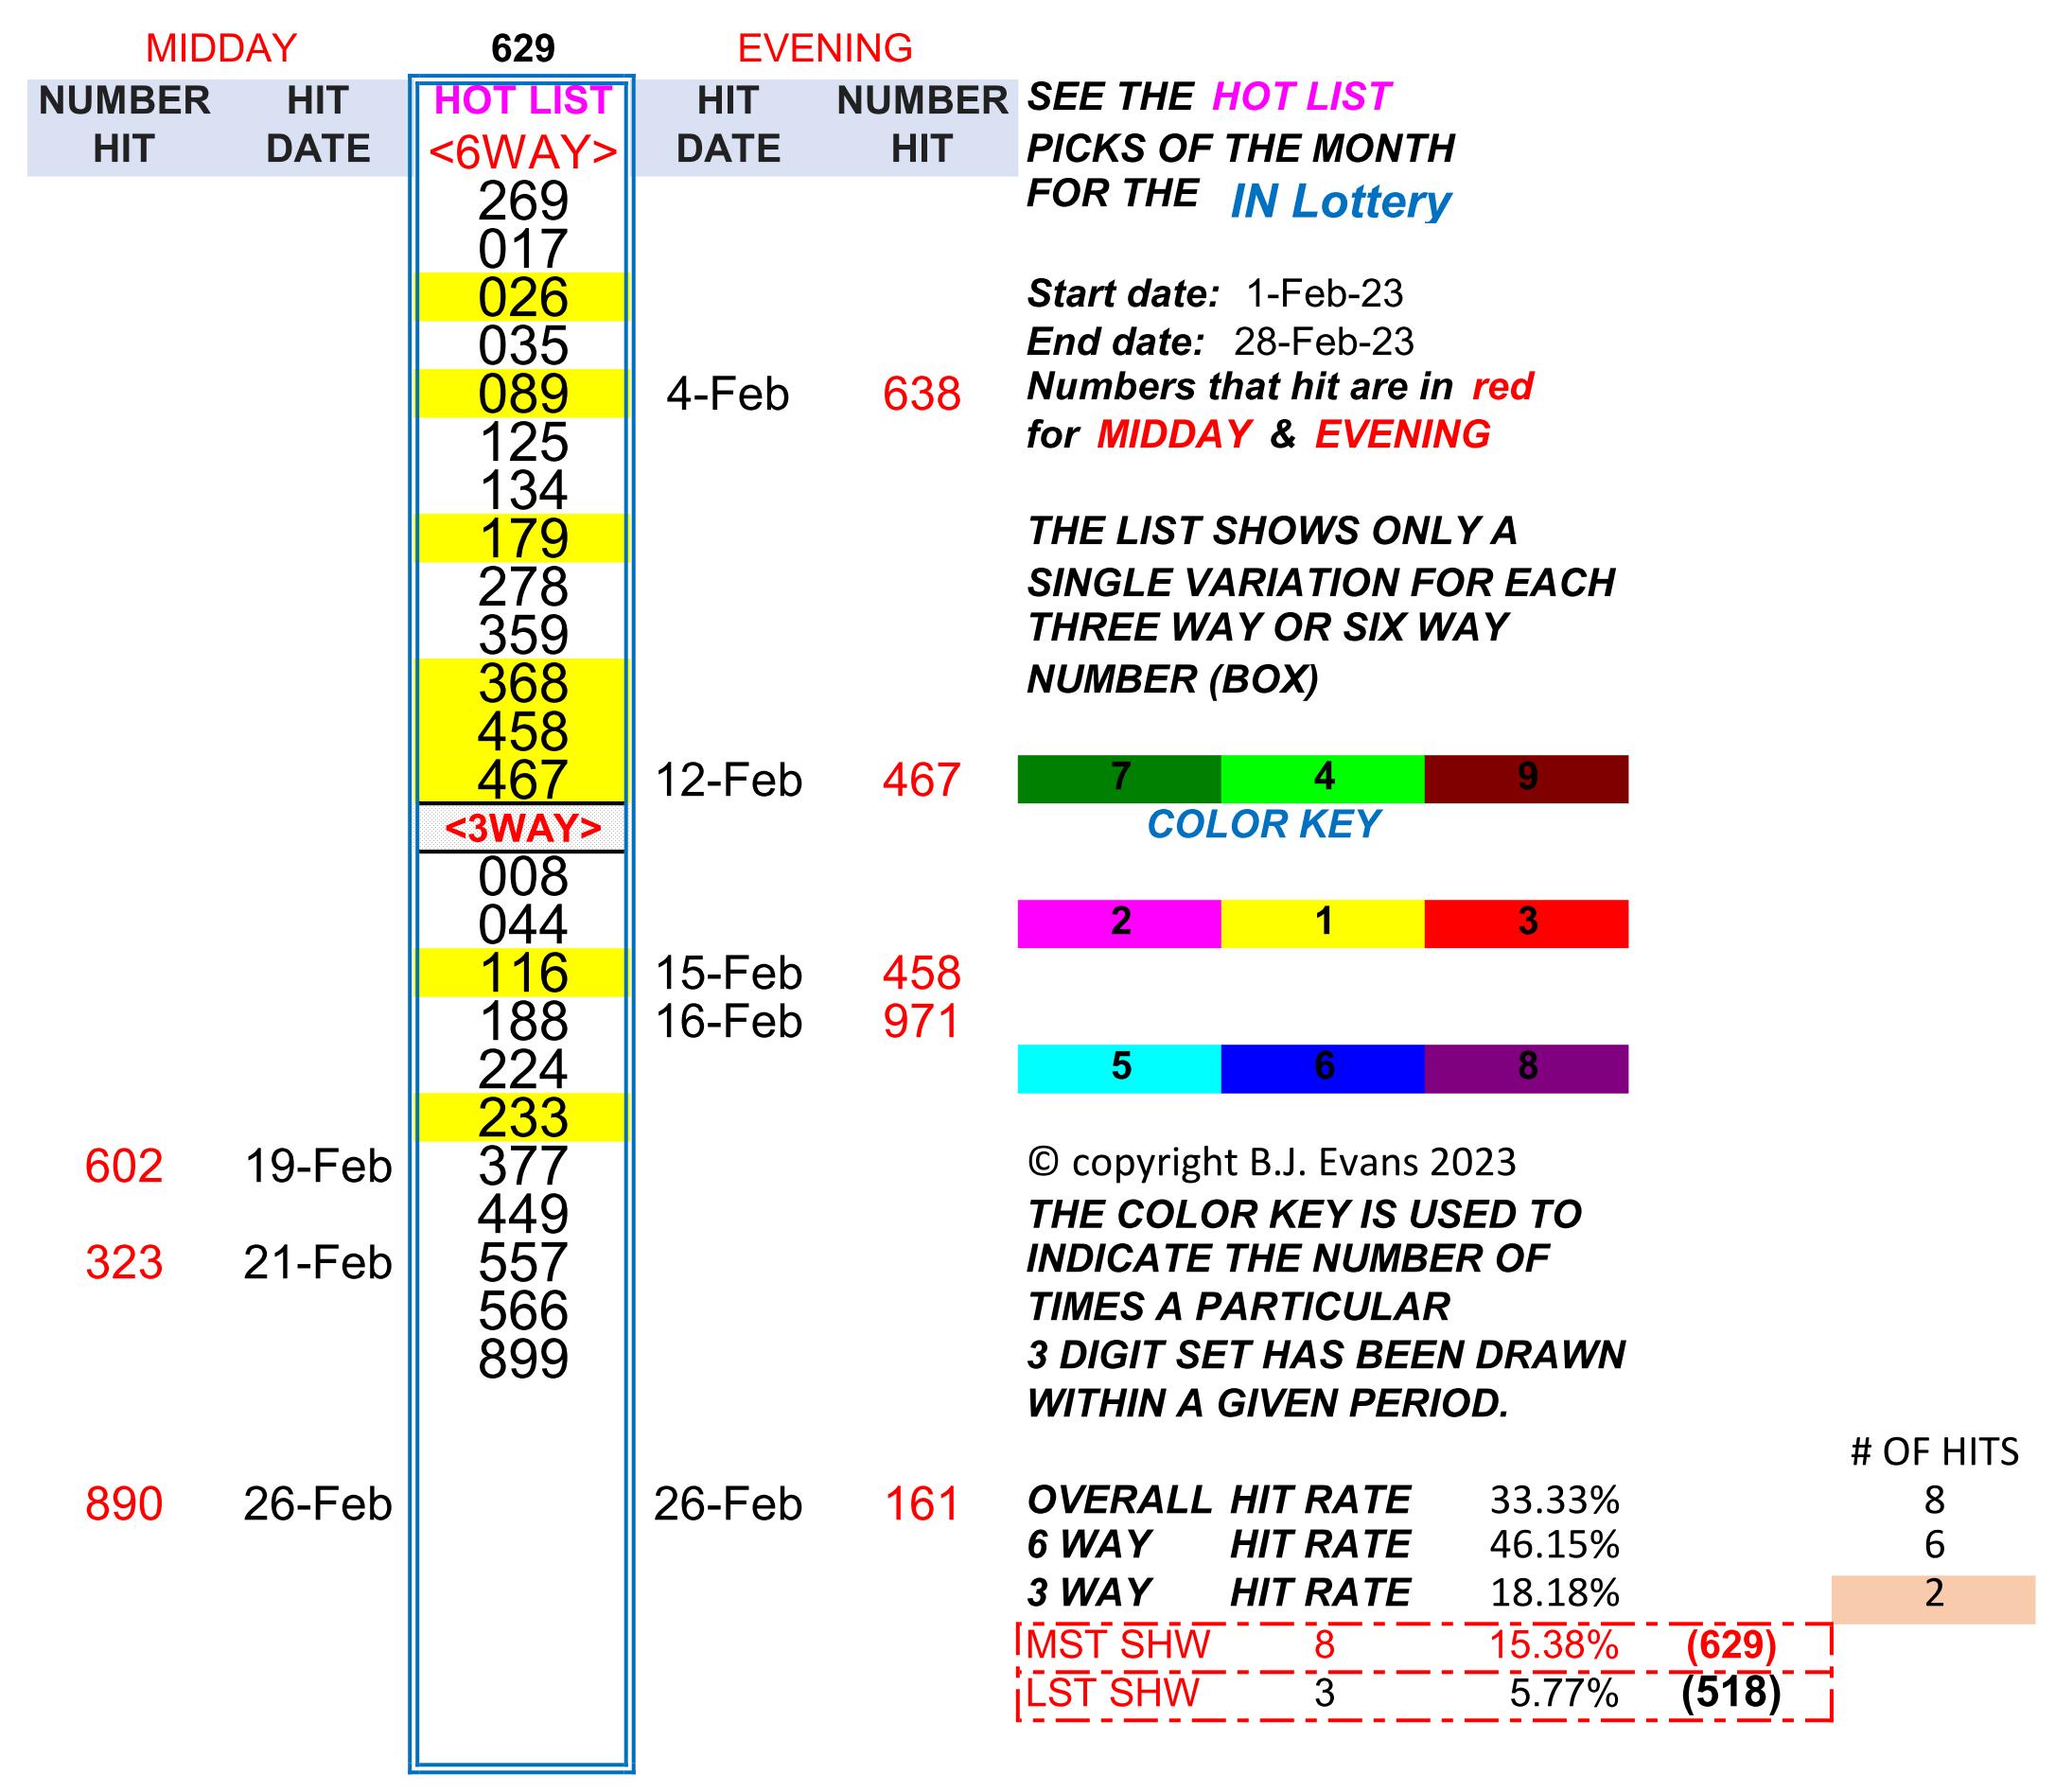 MIDDAY 629 EVENING
NUMBER HIT HOT LIST HIT NUMBER SEE THE HOT LIST
HIT DATE <6WAY> DATE HIT PICKS OF THE MONTH
269 FOR THE IN Lottery
017
026 Start date: 1-Feb-23
035 End date: 28-Feb-23
089 4-Feb 638 Numbers that hit are in red
125 for MIDDAY & EVENING
134
179 THE LIST SHOWS ONLY A
278 SINGLE VARIATION FOR EACH
359 THREE WAY OR SIX WAY
368 NUMBER (BOX)
458
467 12-Feb 467 7 4 9
<3WAY> COLOR KEY
008
044 2 1 3
116 15-Feb 458
188 16-Feb 971
224 5 6 8
233
602 19-Feb 377 © copyright B.J. Evans 2023
449 THE COLOR KEY IS USED TO
323 21-Feb 557 INDICATE THE NUMBER OF
566 TIMES A PARTICULAR
899 3 DIGIT SET HAS BEEN DRAWN
WITHIN A GIVEN PERIOD.
# OF HITS
890 26-Feb 26-Feb 161 OVERALL HIT RATE 33.33% 8
6 WAY HIT RATE 46.15% 6
3 WAY HIT RATE 18.18% 2
MST SHW 8 15.38% (629)
LST SHW 3 5.77% (518)